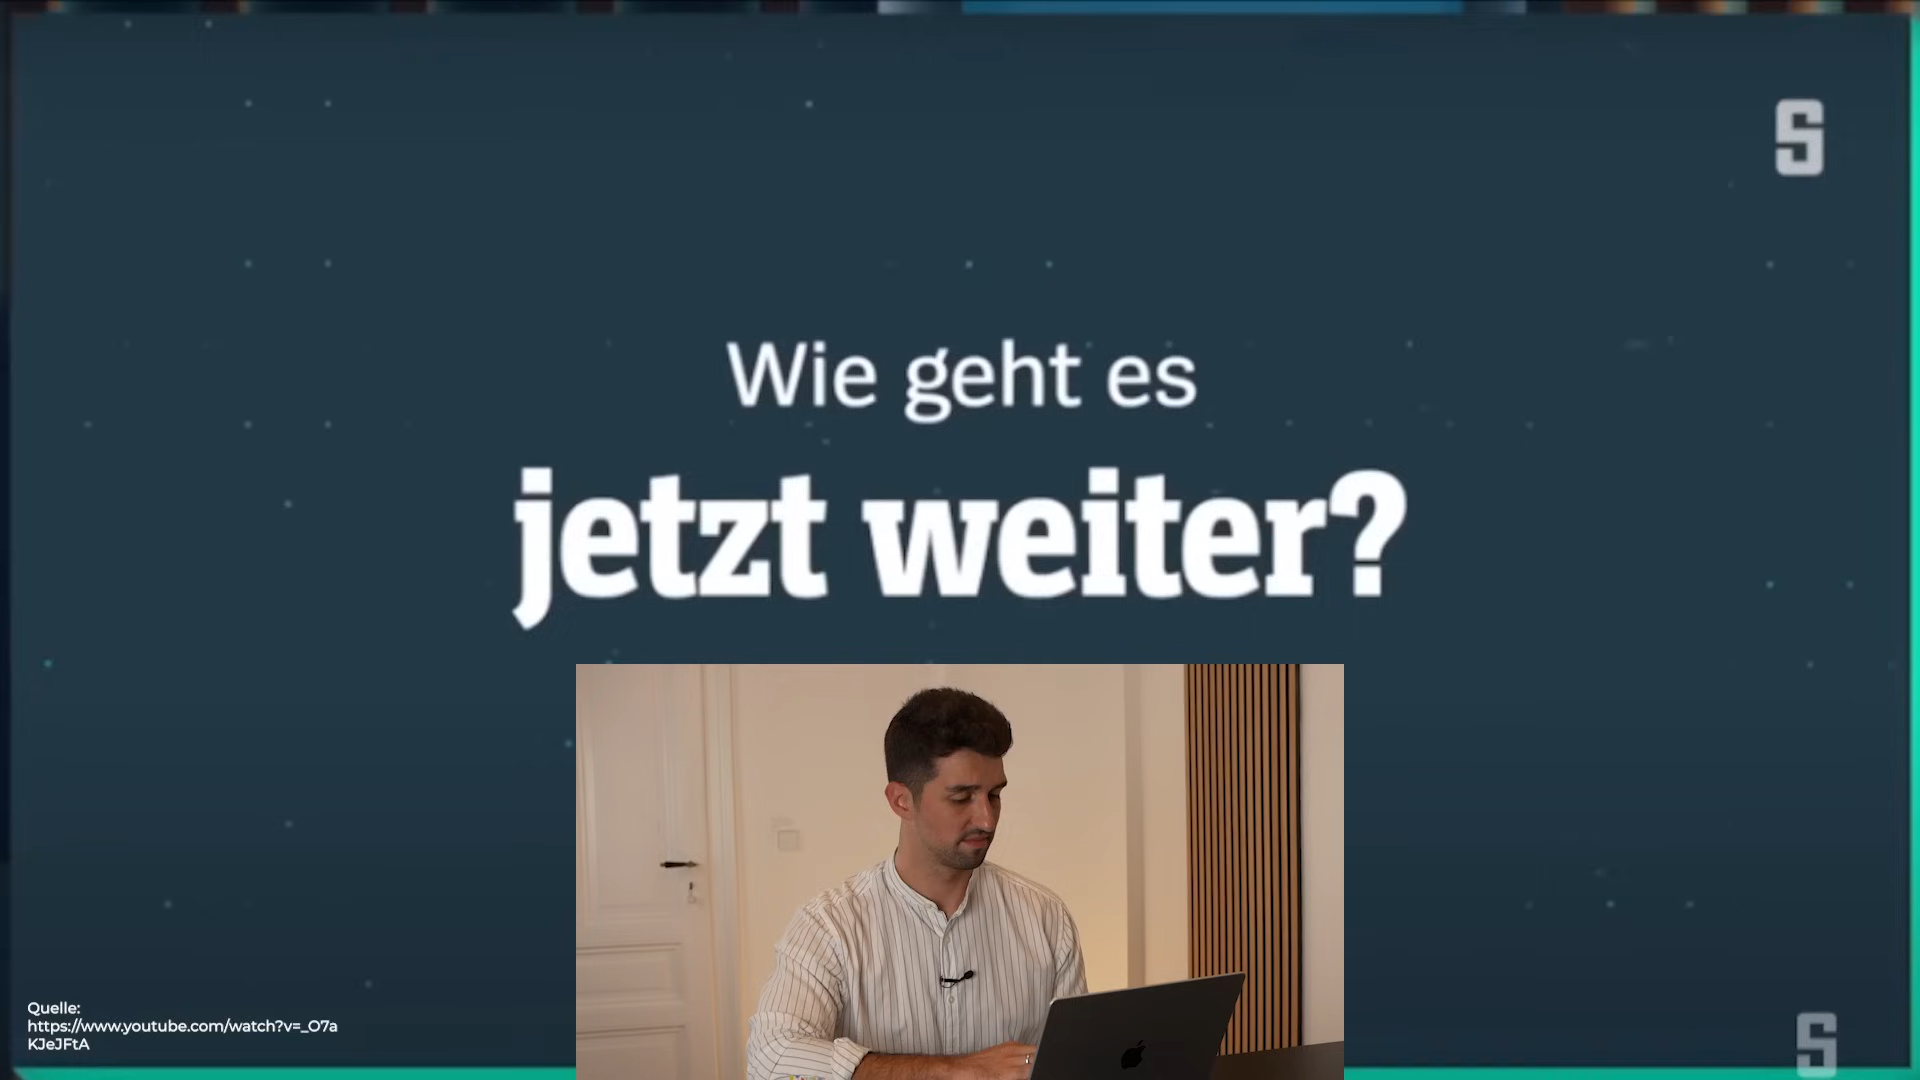 S
Wie geht es
jetzt weiter?
Quelle:
https://www.youtube.com/watch?v=_O7a
KJeJFtA
S